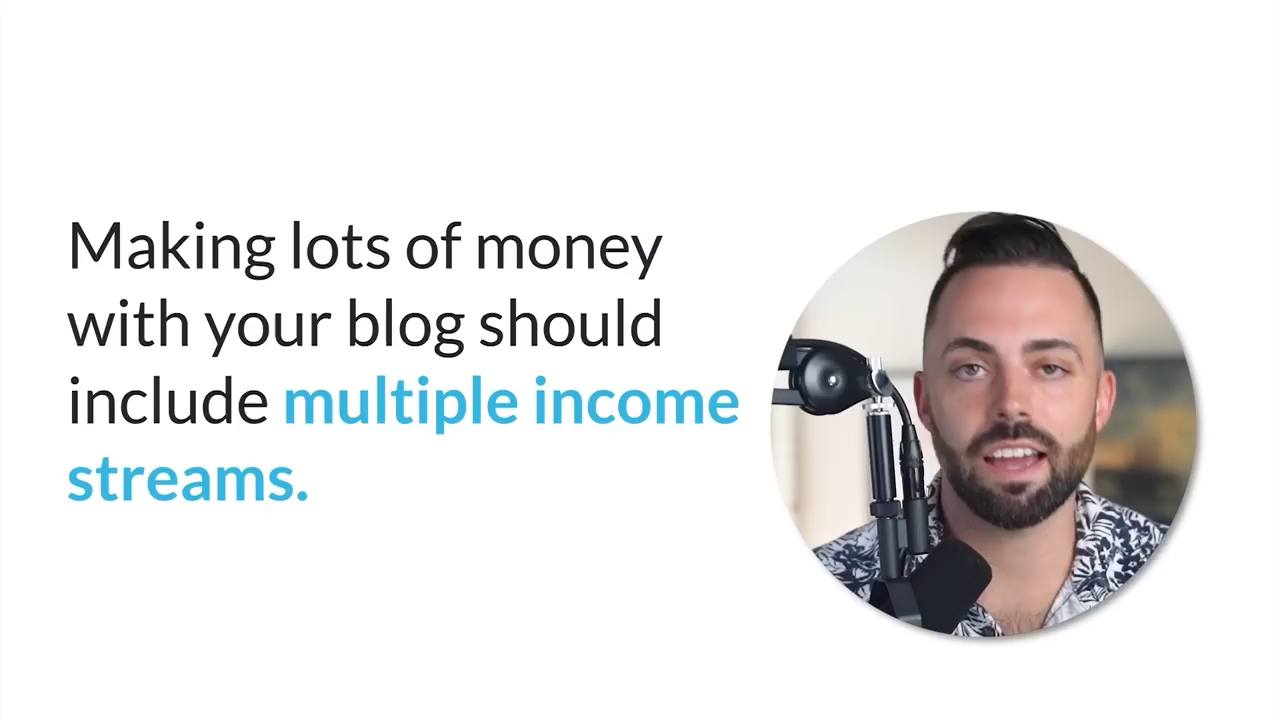 Making lots of money
with your blog should
include multiple income
streams.